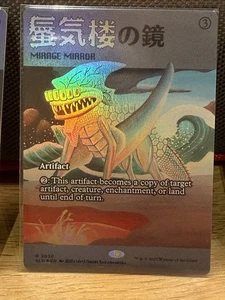 蜃気楼の鏡
3
MIRAGE MIRROR
Artifact
2: This artifact becomes a copy of target
artifact, creature, enchantment, or land
until end of turn.